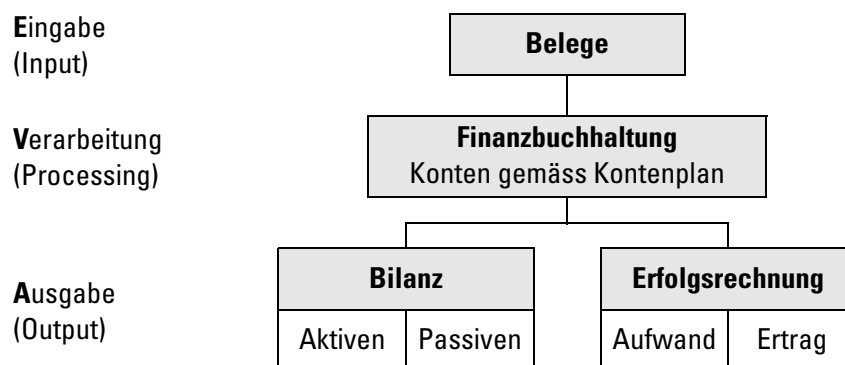 Eingabe
(Input)
Belege
Verarbeitung
(Processing)
Finanzbuchhaltung
Konten gemäss Kontenplan
Ausgabe
(Output)
Bilanz
Erfolgsrechnung
Aktiven
Passiven
Aufwand
Ertrag